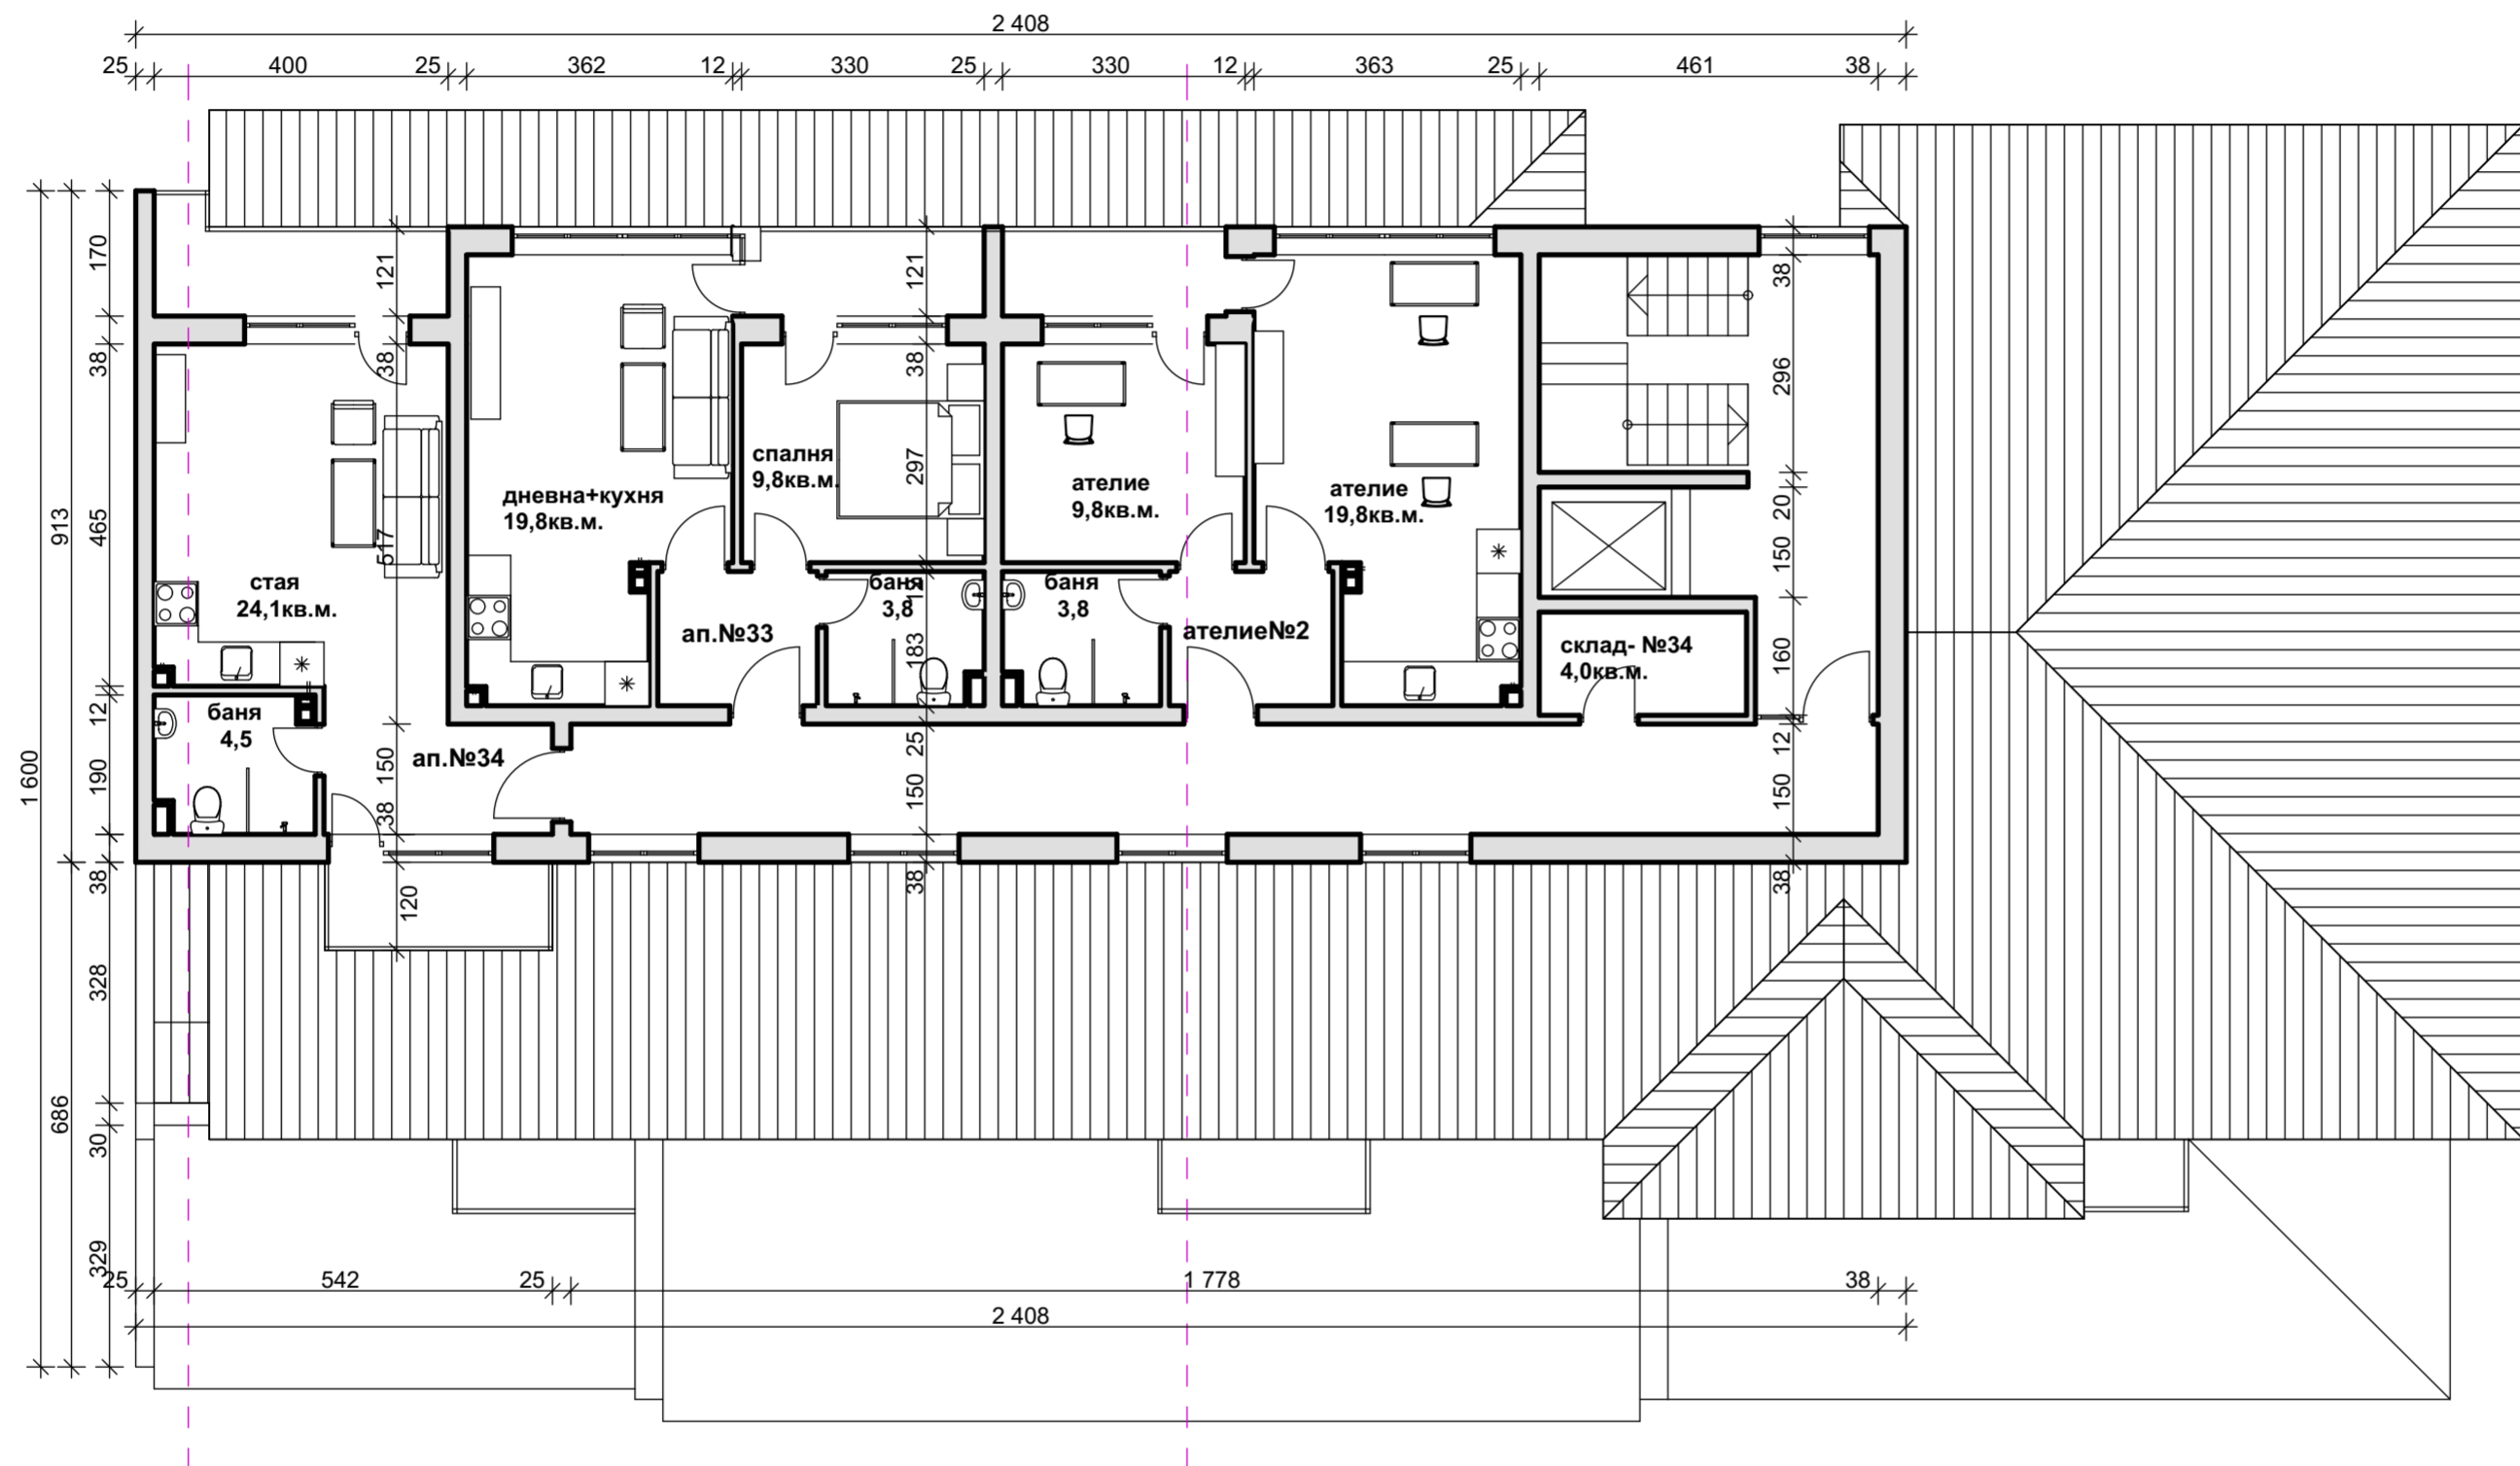 2 408
25 400 25 362 12 330 25 330 12 363 25 461 38
170
121
121
38
38
38
38
296
913
465
517
297
спалня
9,8кв.м.
дневна+кухня
19,8кв.м.
ателие
9,8кв.м.
ателие
19,8кв.м.
20
150
стая
24,1кв.м.
баня
3,8
баня
3,8
183
ап.№33
ателие№2
склад- №34
4,0кв.м.
160
12
баня
4,5
ап.№34
150
25
12
1 600
190
38
150
150
38
120
38
38
328
686
30
329
25 542 25 1 778 38
2 408